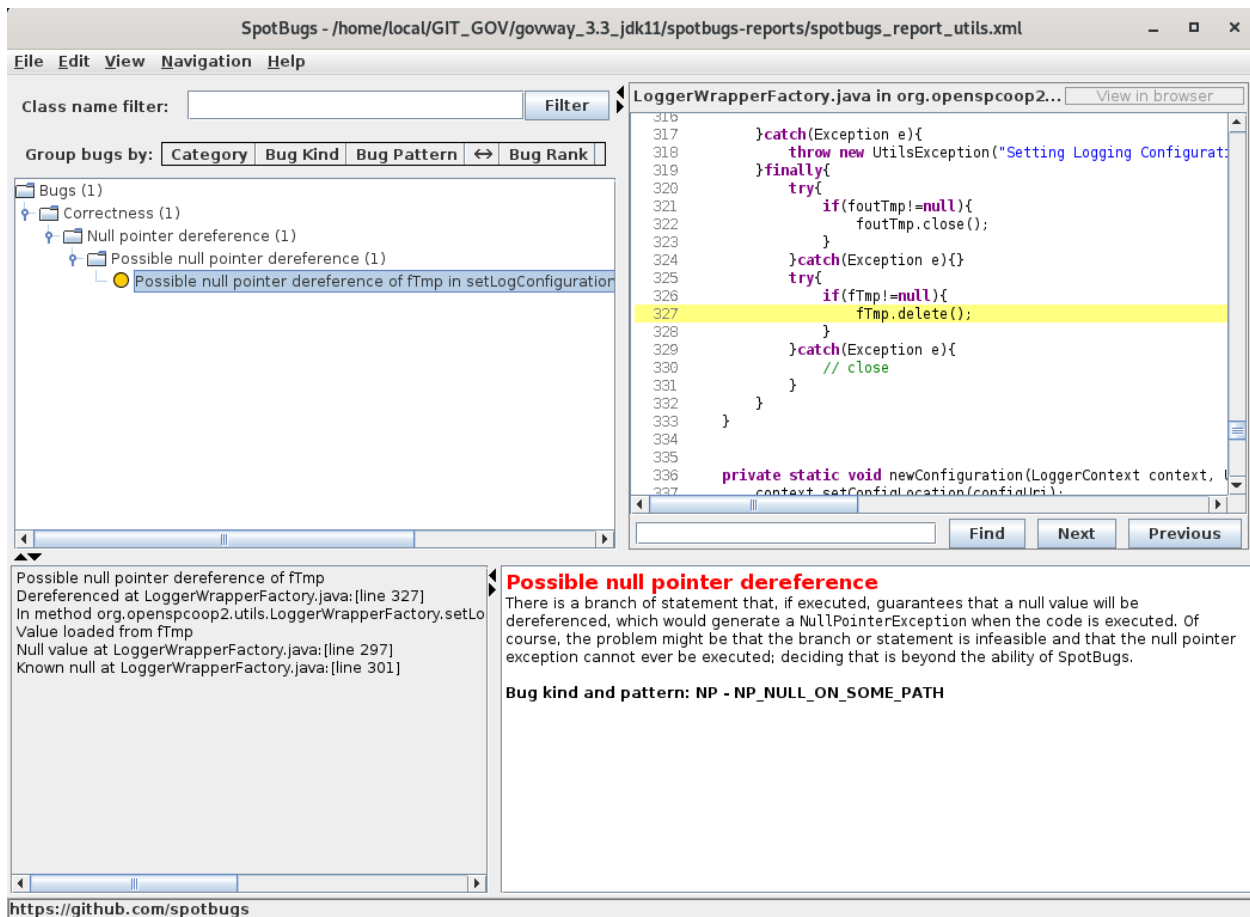 SpotBugs - /home/local/GIT_GOV/govway_3.3_jdk11/spotbugs-reports/spotbugs_report_utils.xml
File Edit View Navigation Help
Class name filter: Filter
Group bugs by: Category Bug Kind Bug Pattern ↔ Bug Rank
Bugs (1)
Correctness (1)
Null pointer dereference (1)
Possible null pointer dereference (1)
Possible null pointer dereference of fTmp in setLogConfiguration
LoggerWrapperFactory.java in org.openspcoop2... View in browser
316
317 }catch(Exception e){
318 throw new UtilsException("Setting Logging Configurati
319 }finally{
320 try{
321 if(foutTmp!=null){
322 foutTmp.close();
323 }
324 }catch(Exception e){}
325 try{
326 if(fTmp!=null){
327 fTmp.delete();
328 }
329 }catch(Exception e){
330 // close
331 }
332 }
333 }
334
335
336 private static void newConfiguration(LoggerContext context, U
337 context.setConfigLocation(configUri);
Find Next Previous
Possible null pointer dereference of fTmp
Dereferenced at LoggerWrapperFactory.java:[line 327]
In method org.openspcoop2.utils.LoggerWrapperFactory.setLo
Value loaded from fTmp
Null value at LoggerWrapperFactory.java:[line 297]
Known null at LoggerWrapperFactory.java:[line 301]
Possible null pointer dereference
There is a branch of statement that, if executed, guarantees that a null value will be
dereferenced, which would generate a NullPointerException when the code is executed. Of
course, the problem might be that the branch or statement is infeasible and that the null pointer
exception cannot ever be executed; deciding that is beyond the ability of SpotBugs.
Bug kind and pattern: NP - NP_NULL_ON_SOME_PATH
https://github.com/spotbugs